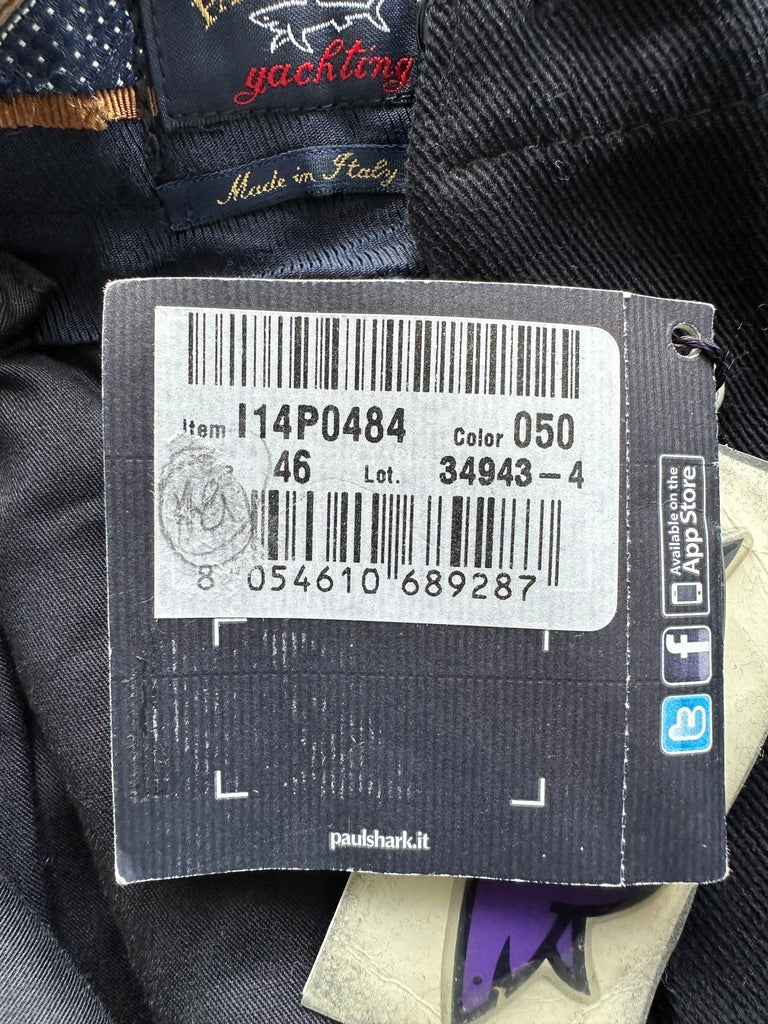 yachting
Made in Italy
Item I14P0484 Color 050
46 Lot. 34943-4
8 054610 689287
Available on the
App Store
f
paulshark.it